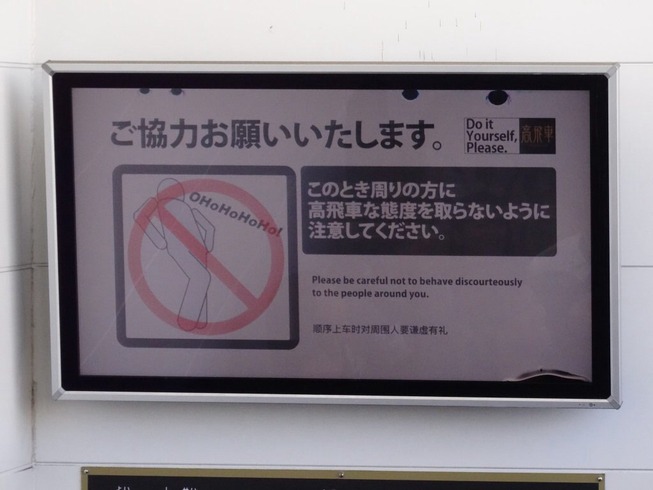 ご協力お願いいたします。
Do it
Yourself,
Please.
高飛車
OHoHoHoHo!
このとき周りの方に
高飛車な態度を取らないように
注意してください。
Please be careful not to behave discourteously
to the people around you.
顺序上车时对周围人要谦虚有礼